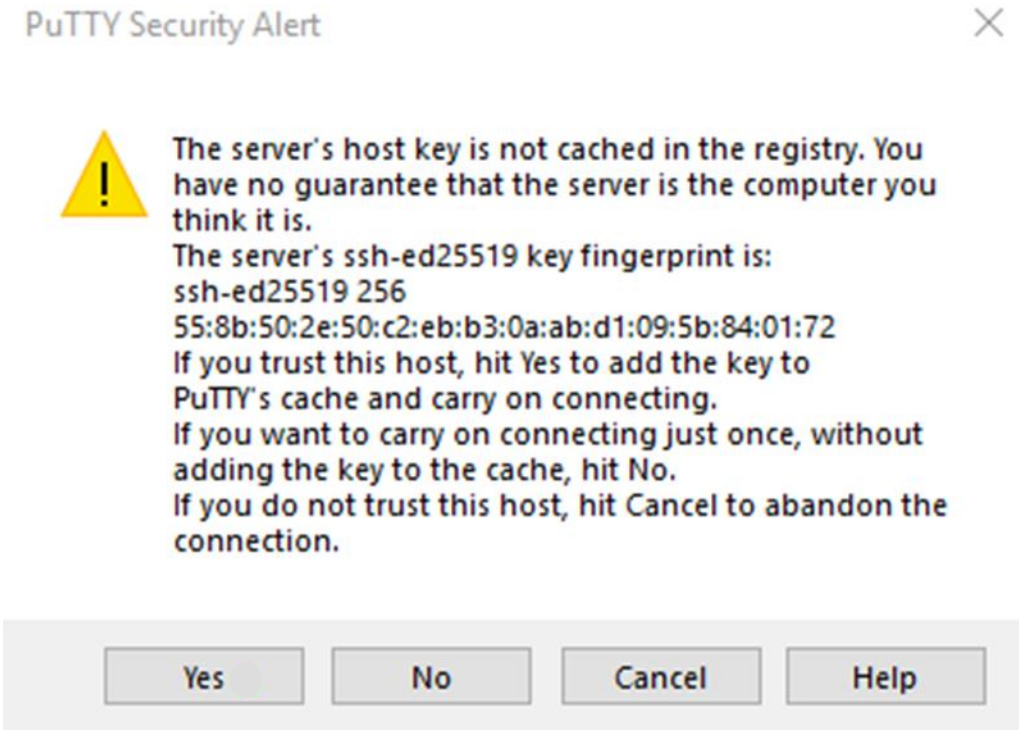 PuTTY Security Alert
The server's host key is not cached in the registry. You
have no guarantee that the server is the computer you
think it is.
The server's ssh-ed25519 key fingerprint is:
ssh-ed25519 256
55:8b:50:2e:50:c2:eb:b3:0a:ab:d1:09:5b:84:01:72
If you trust this host, hit Yes to add the key to
PuTTY's cache and carry on connecting.
If you want to carry on connecting just once, without
adding the key to the cache, hit No.
If you do not trust this host, hit Cancel to abandon the
connection.
Yes No Cancel Help